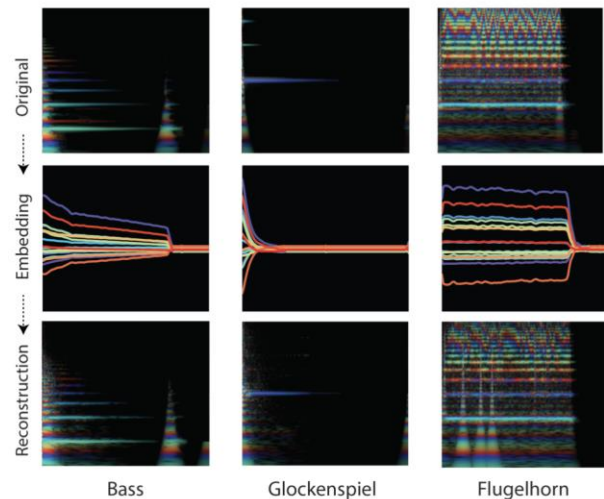 Original
Embedding
Reconstruction
Bass
Glockenspiel
Flugelhorn